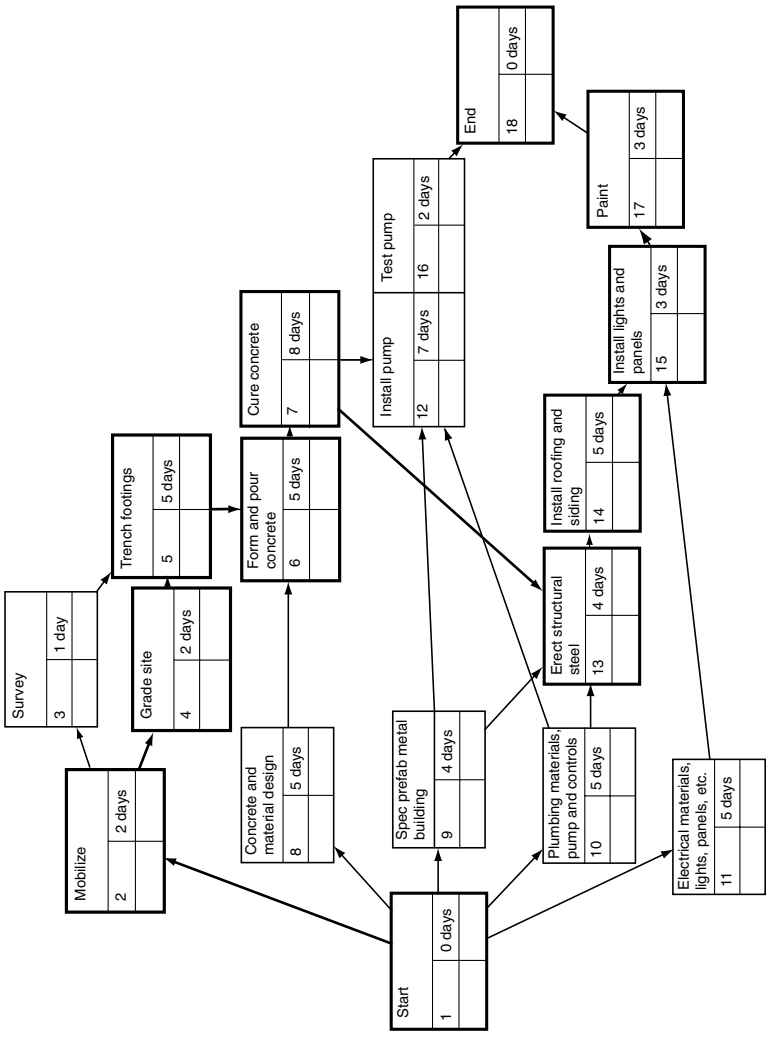 Start
1 0 days
Mobilize
2 2 days
Survey
3 1 day
Grade site
4 2 days
Trench footings
5 5 days
Concrete and
material design
8 5 days
Form and pour
concrete
6 5 days
Cure concrete
7 8 days
Spec prefab metal
building
9 4 days
Install pump
12 7 days
Test pump
16 2 days
End
18 0 days
Plumbing materials,
pump and controls
10 5 days
Erect structural
steel
13 4 days
Install roofing and
siding
14 5 days
Install lights and
panels
15 3 days
Paint
17 3 days
Electrical materials,
lights, panels, etc.
11 5 days